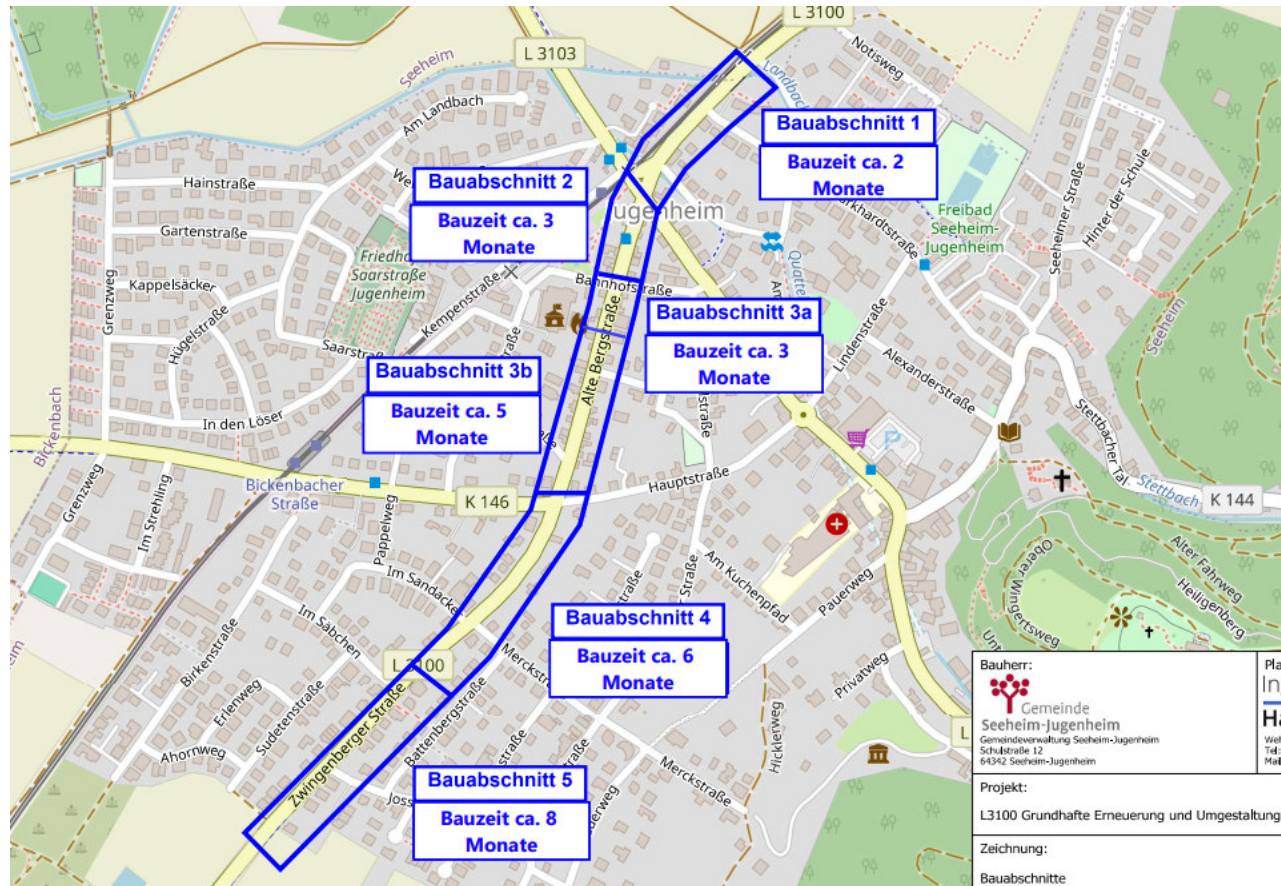 L 3100
L 3103
Notisweg
Landbach
Seeheim
Am Landbach
Bauabschnitt 1
Bauzeit ca. 2
Monate
Hainstraße
Bauabschnitt 2
Bauzeit ca. 3
Monate
Jugenheim
Gartenstraße
Freibad
Seeheim-
Jugenheim
Seeheimer Straße
Hinter der Schule
Grenzweg
Kappelsäcker
Saarstraße
Jugenheim
Kempenstraße
Bahnhofstraße
Hügelstraße
Alte Bergstraße
Bauabschnitt 3a
Bauzeit ca. 3
Monate
Lindenstraße
Alexanderstraße
Seeheim
Bauabschnitt 3b
Bauzeit ca. 5
Monate
In den Löser
Bickenbach
Bickenbacher
Straße
K 146
Hauptstraße
P
Stettbacher Tal
Stettbach
K 144
Grenzweg
Im Strehling
Pappelweg
Im Sandacker
Am Kuchenpfad
Pauerweg
Oberer Wingertsweg
Alter Fahrweg
Heiligenberg
Bauabschnitt 4
Bauzeit ca. 6
Monate
Im Säbchen
Birkenstraße
L 3100
Merckstraße
Privatweg
Erlenweg
Sudetenstraße
Ahornweg
Zwingenberger Straße
Battenbergstraße
Hicklerweg
Merckstraße
Bauabschnitt 5
Bauzeit ca. 8
Monate
Bauherr:
Gemeinde
Seeheim-Jugenheim
Gemeindeverwaltung Seeheim-Jugenheim
Schulstraße 12
64342 Seeheim-Jugenheim
Projekt:
L3100 Grundhafte Erneuerung und Umgestaltung
Zeichnung:
Bauabschnitte